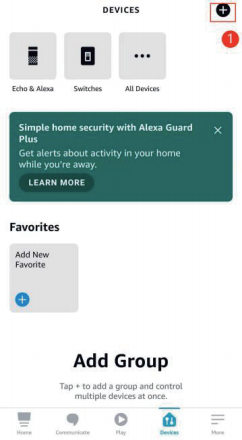 DEVICES
1
Echo & Alexa Switches All Devices
Simple home security with Alexa Guard
Plus
Get alerts about activity in your home
while you're away.
LEARN MORE
Favorites
Add New
Favorite
Add Group
Tap + to add a group and control
multiple devices at once.
Home Communicate Play Devices More